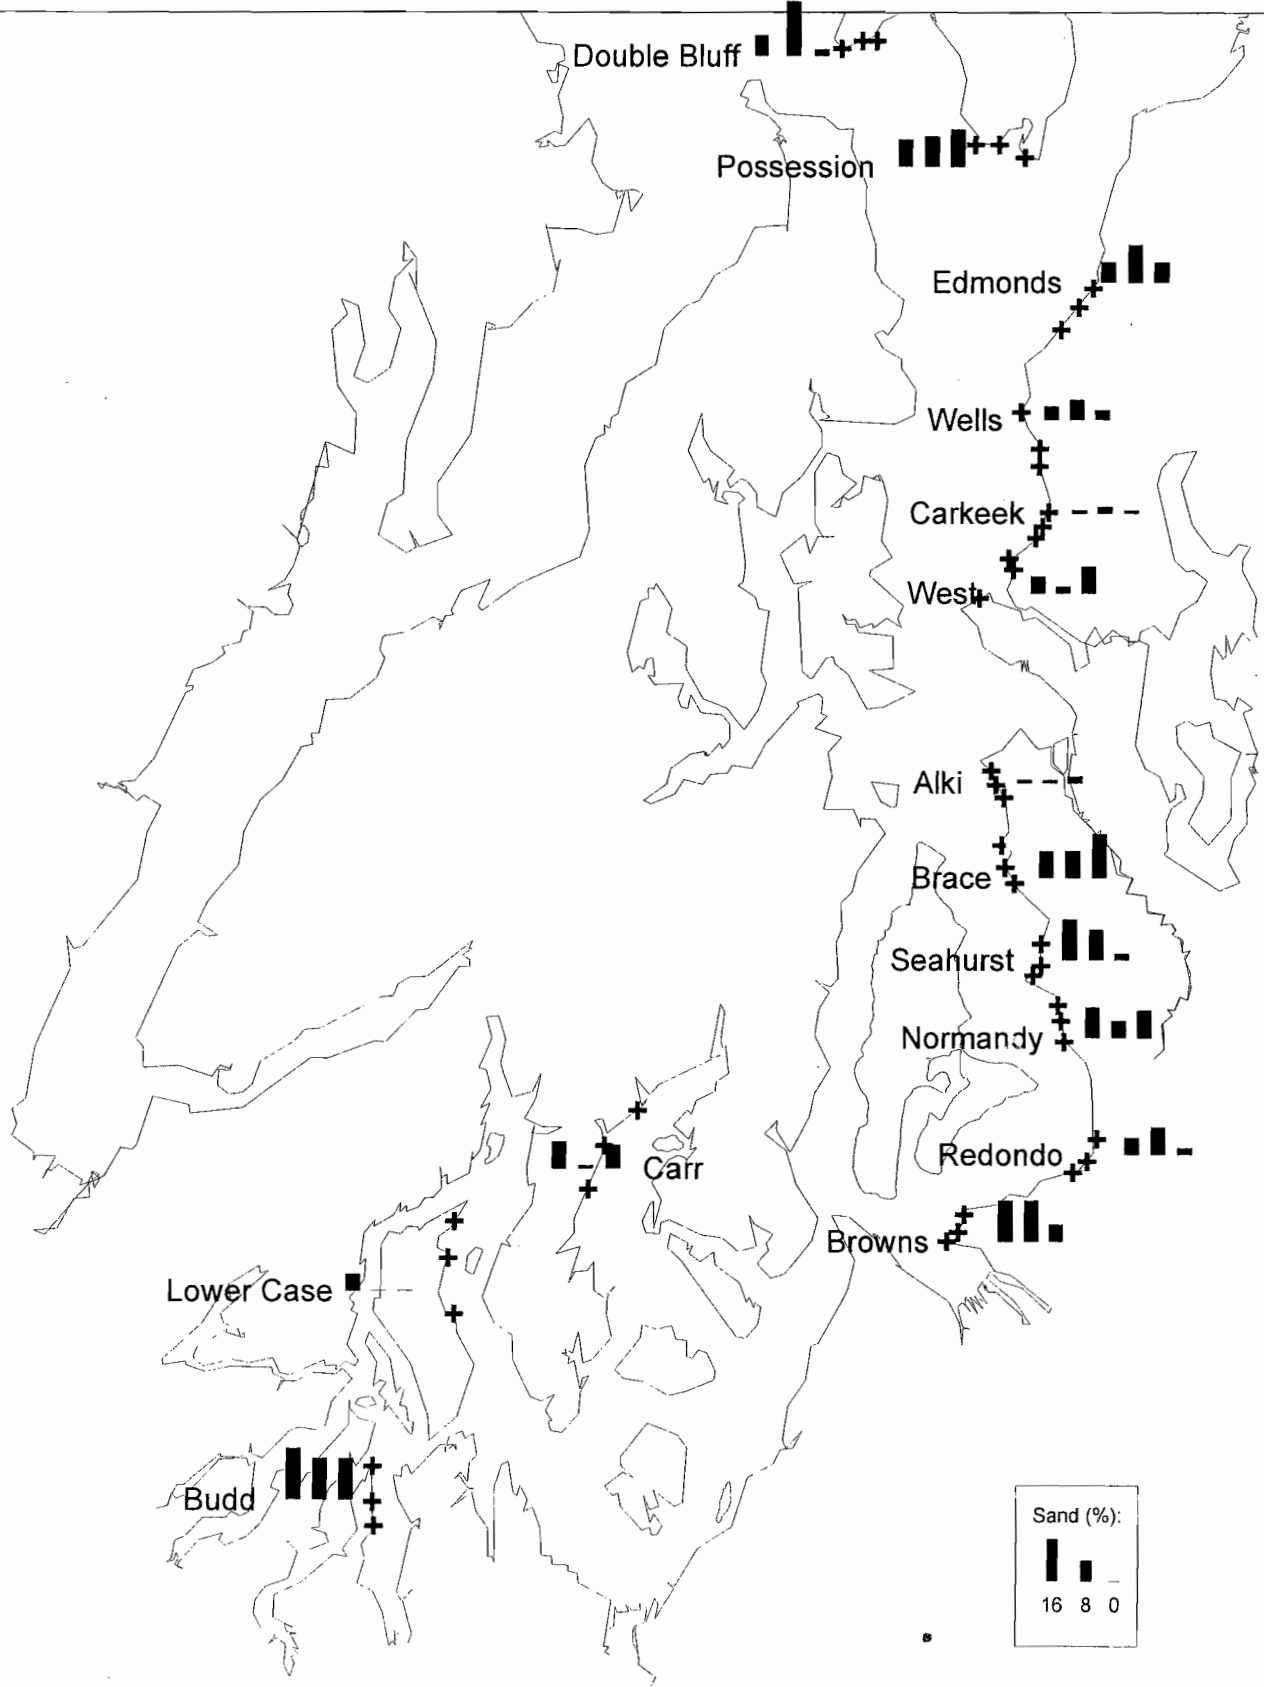 Double Bluff
Possession
Edmonds
Wells
Carkeek
West
Alki
Brace
Seahurst
Normandy
Redondo
Carr
Browns
Lower Case
Budd
Sand (%):
16 8 0